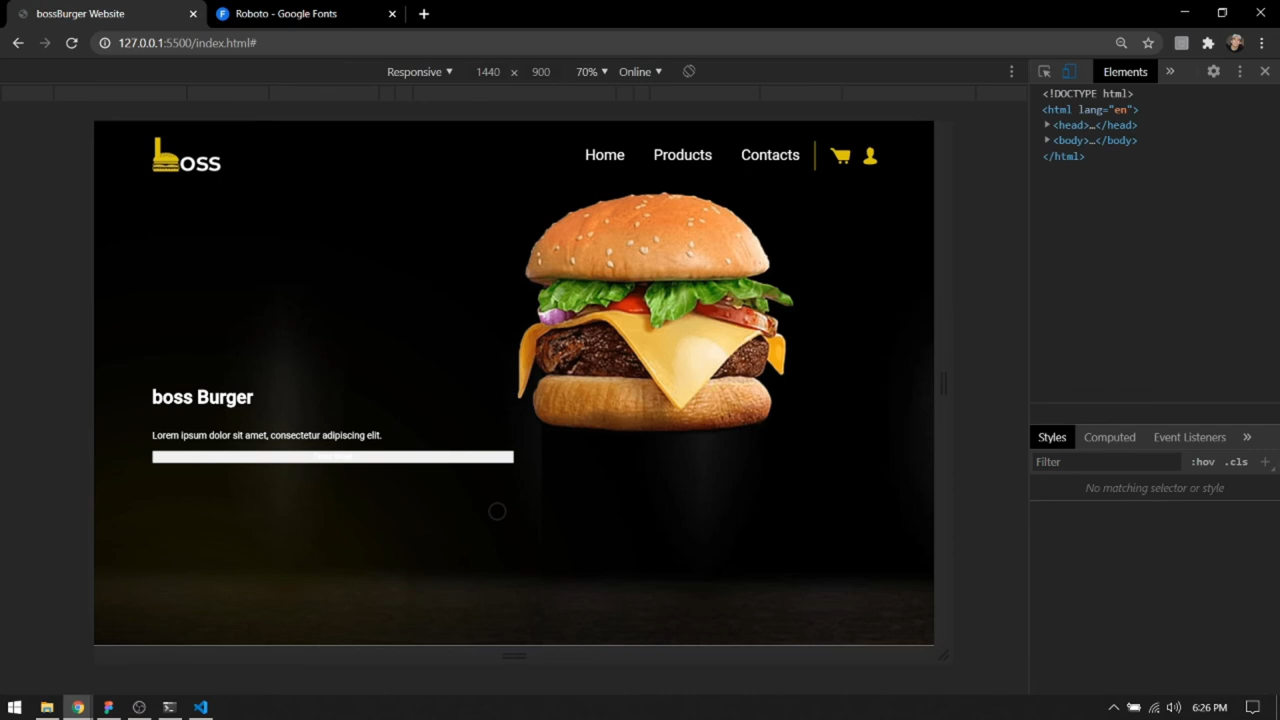 bossBurger Website
Roboto - Google Fonts
127.0.0.1:5500/index.html#
Responsive 1440 × 900 70% Online
Elements
<!DOCTYPE html>
<html lang="en">
<head>…</head>
<body>…</body>
</html>
boss
Home Products Contacts
boss Burger
Lorem ipsum dolor sit amet, consectetur adipiscing elit.
Styles Computed Event Listeners
Filter :hov .cls
No matching selector or style
6:26 PM